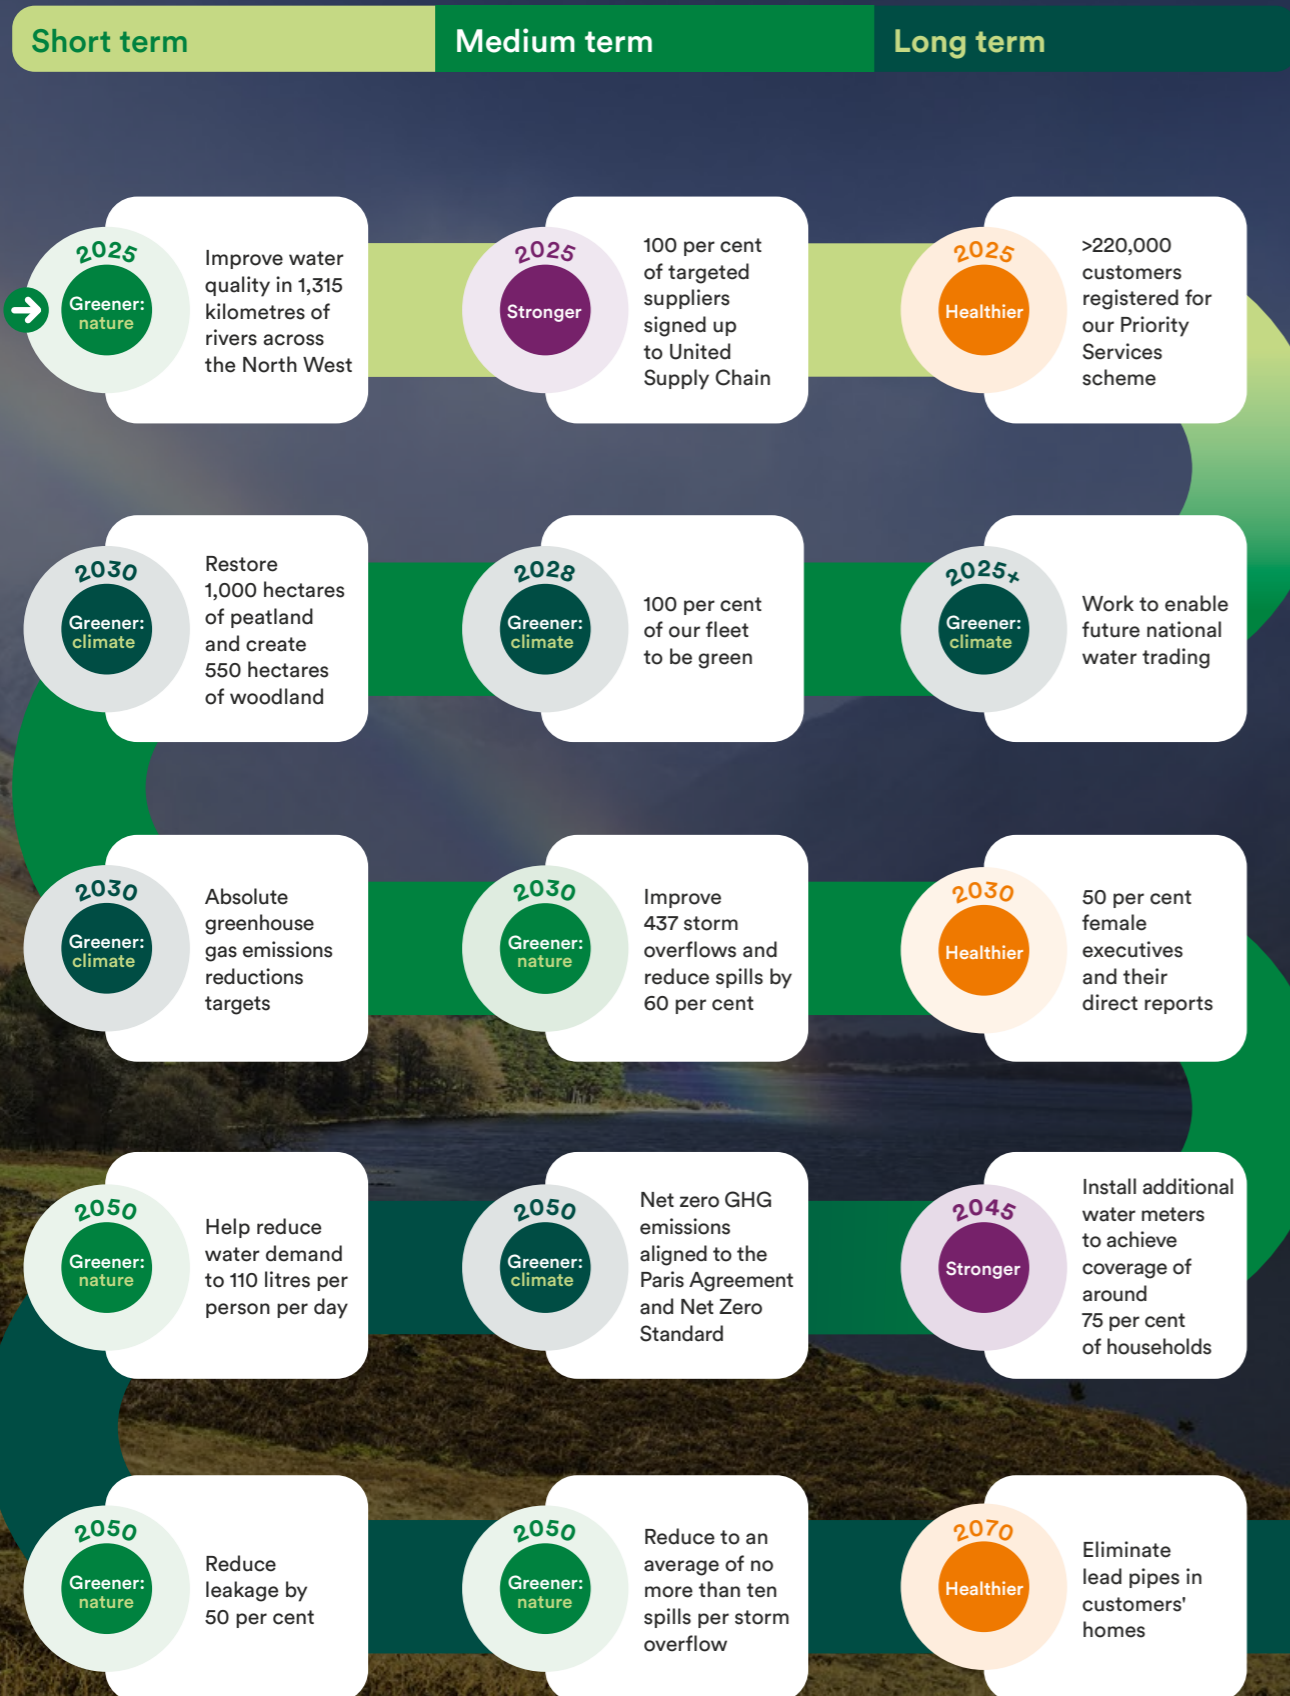 Short term
Medium term
Long term
2025
Greener:
nature
Improve water
quality in 1,315
kilometres of
rivers across
the North West
2025
Stronger
100 per cent
of targeted
suppliers
signed up
to United
Supply Chain
2025
Healthier
>220,000
customers
registered for
our Priority
Services
scheme
2030
Greener:
climate
Restore
1,000 hectares
of peatland
and create
550 hectares
of woodland
2028
Greener:
climate
100 per cent
of our fleet
to be green
2025+
Greener:
climate
Work to enable
future national
water trading
2030
Greener:
climate
Absolute
greenhouse
gas emissions
reductions
targets
2030
Greener:
nature
Improve
437 storm
overflows and
reduce spills by
60 per cent
2030
Healthier
50 per cent
female
executives
and their
direct reports
2050
Greener:
nature
Help reduce
water demand
to 110 litres per
person per day
2050
Greener:
climate
Net zero GHG
emissions
aligned to the
Paris Agreement
and Net Zero
Standard
2045
Stronger
Install additional
water meters
to achieve
coverage of
around
75 per cent
of households
2050
Greener:
nature
Reduce
leakage by
50 per cent
2050
Greener:
nature
Reduce to an
average of no
more than ten
spills per storm
overflow
2070
Healthier
Eliminate
lead pipes in
customers'
homes